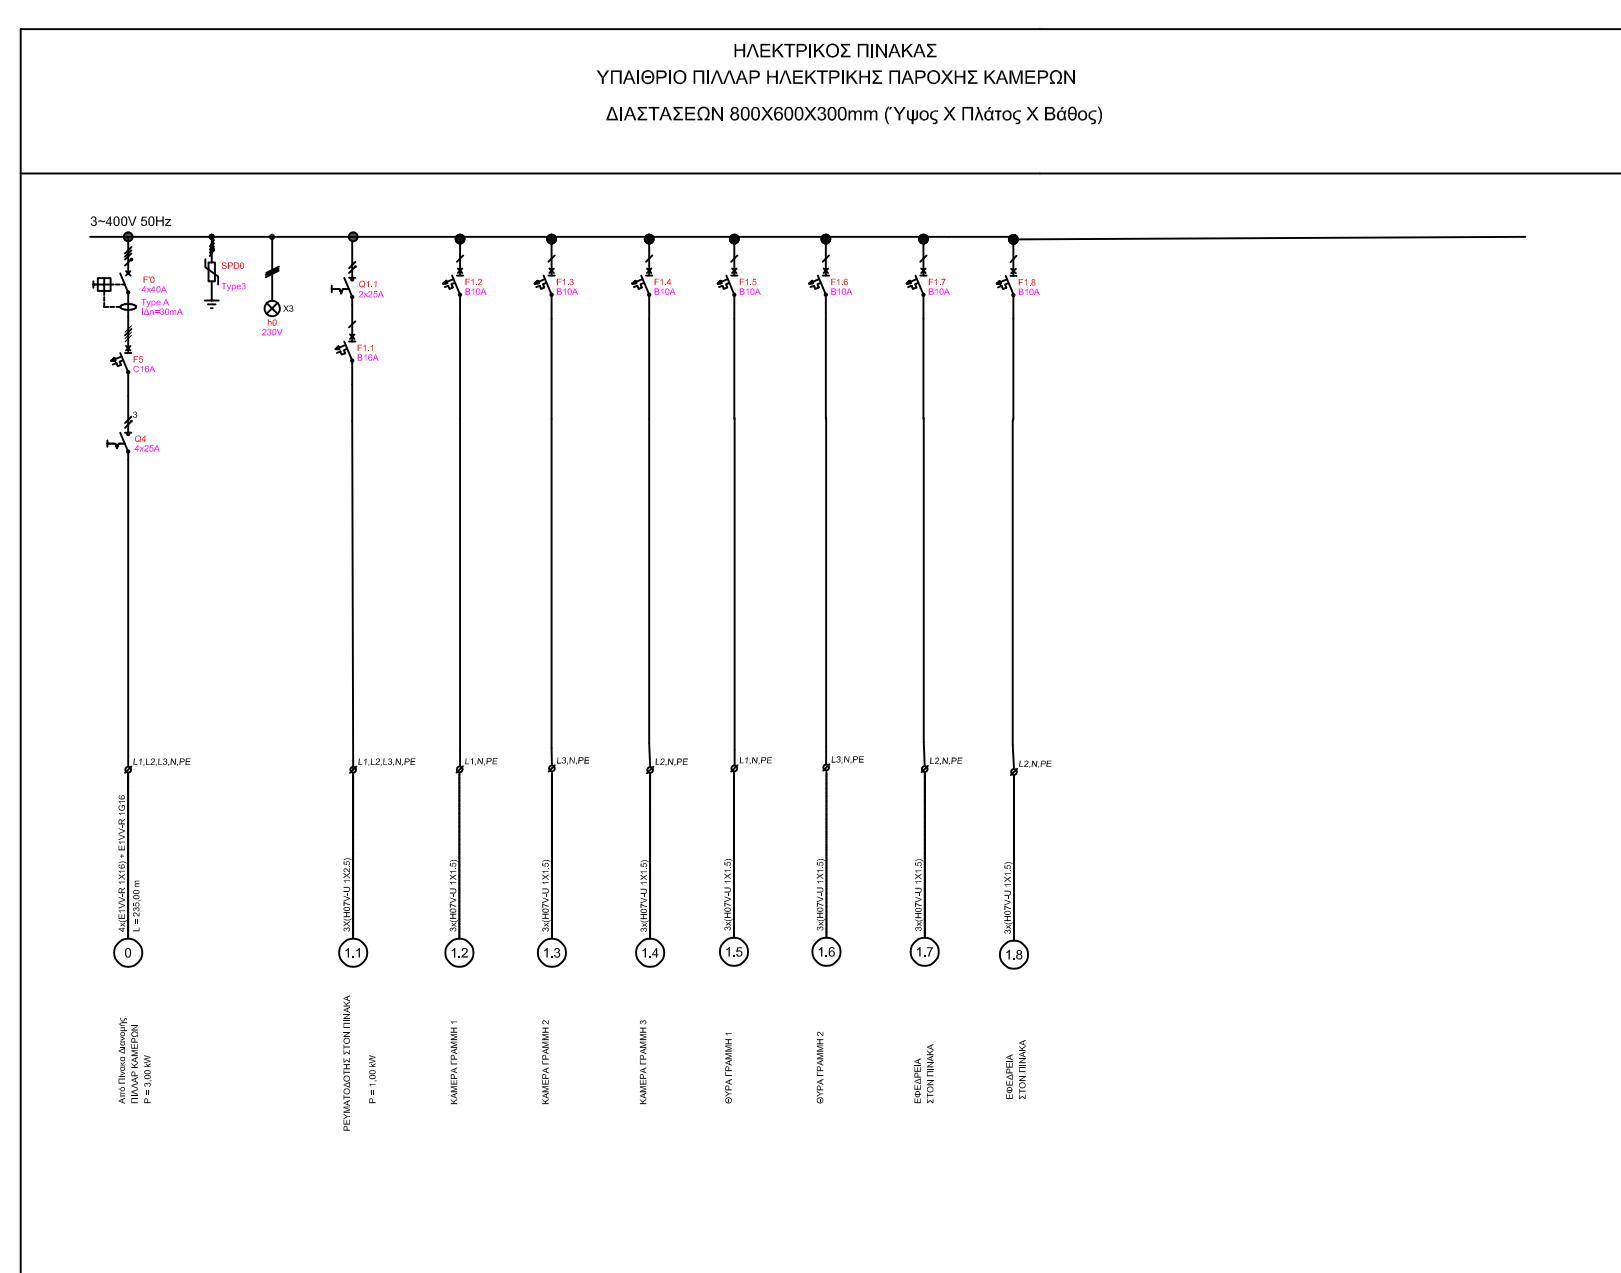 ΗΛΕΚΤΡΙΚΟΣ ΠΙΝΑΚΑΣ
ΥΠΑΙΘΡΙΟ ΠΙΛΛΑΡ ΗΛΕΚΤΡΙΚΗΣ ΠΑΡΟΧΗΣ ΚΑΜΕΡΩΝ
ΔΙΑΣΤΑΣΕΩΝ 800Χ600Χ300mm (Ύψος Χ Πλάτος Χ Βάθος)
3~400V 50Hz
F'0
4x40A
Type A
IΔn=30mA
F5
C16A
3
Q4
4x25A
SPD0
Type3
X3
h0
230V
Q1.1
2x25A
F1.1
B16A
F1.2
B10A
F1.3
B10A
F1.4
B10A
F1.5
B10A
F1.6
B10A
F1.7
B10A
F1.8
B10A
L1,L2,L3,N,PE
L1,L2,L3,N,PE
L1,N,PE
L3,N,PE
L2,N,PE
L1,N,PE
L3,N,PE
L2,N,PE
L2,N,PE
4x(E1VV-R 1X16) + E1VV-R 1G16
L = 235,00 m
3X(H07V-U 1X2.5)
3x(H07V-U 1X1.5)
3x(H07V-U 1X1.5)
3x(H07V-U 1X1.5)
3x(H07V-U 1X1.5)
3x(H07V-U 1X1.5)
3x(H07V-U 1X1.5)
3x(H07V-U 1X1.5)
0
1.1
1.2
1.3
1.4
1.5
1.6
1.7
1.8
Από Πίνακα Διανομής
ΠΙΛΛΑΡ ΚΑΜΕΡΩΝ
P = 3,00 kW
ΡΕΥΜΑΤΟΔΟΤΗΣ ΣΤΟΝ ΠΙΝΑΚΑ
P = 1,00 kW
ΚΑΜΕΡΑ ΓΡΑΜΜΗ 1
ΚΑΜΕΡΑ ΓΡΑΜΜΗ 2
ΚΑΜΕΡΑ ΓΡΑΜΜΗ 3
ΘΥΡΑ ΓΡΑΜΜΗ 1
ΘΥΡΑ ΓΡΑΜΜΗ 2
ΕΦΕΔΡΕΙΑ
ΣΤΟΝ ΠΙΝΑΚΑ
ΕΦΕΔΡΕΙΑ
ΣΤΟΝ ΠΙΝΑΚΑ